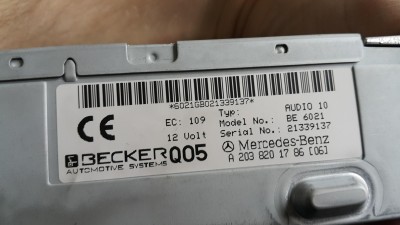 *6021GB021339137*
Typ: AUDIO 10
EC: 109 Model No.: BE 6021
12 Volt Serial No.: 21339137
CE
BECKER Q05 Mercedes-Benz
AUTOMOTIVE SYSTEMS A 203 820 17 86 [06]